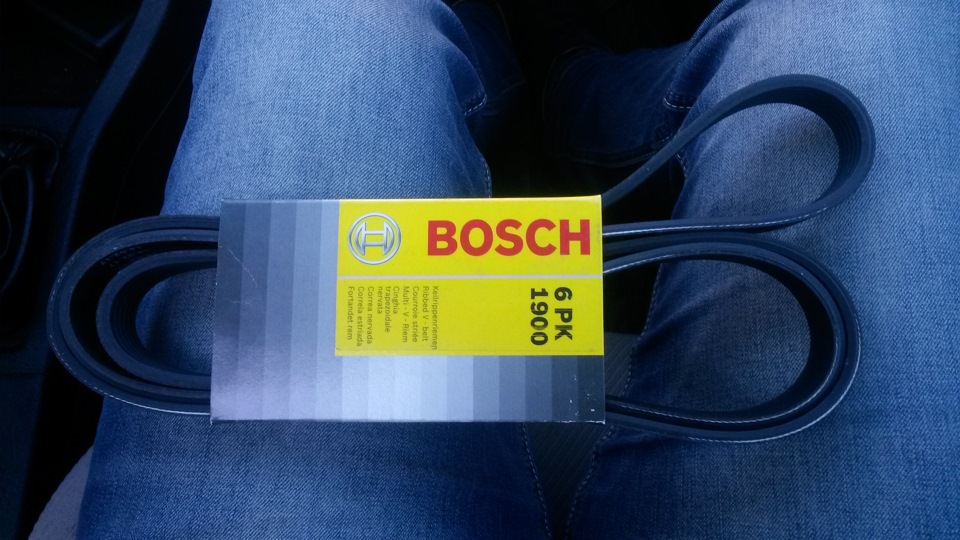 BOSCH
6 PK
1900
Keilrippenriemen
Ribbed V - belt
Courroie striée
Multi - V - Riem
Cinghia
trapezoidale
nervata
Correa nervada
Correia estriada
Fortandet rem